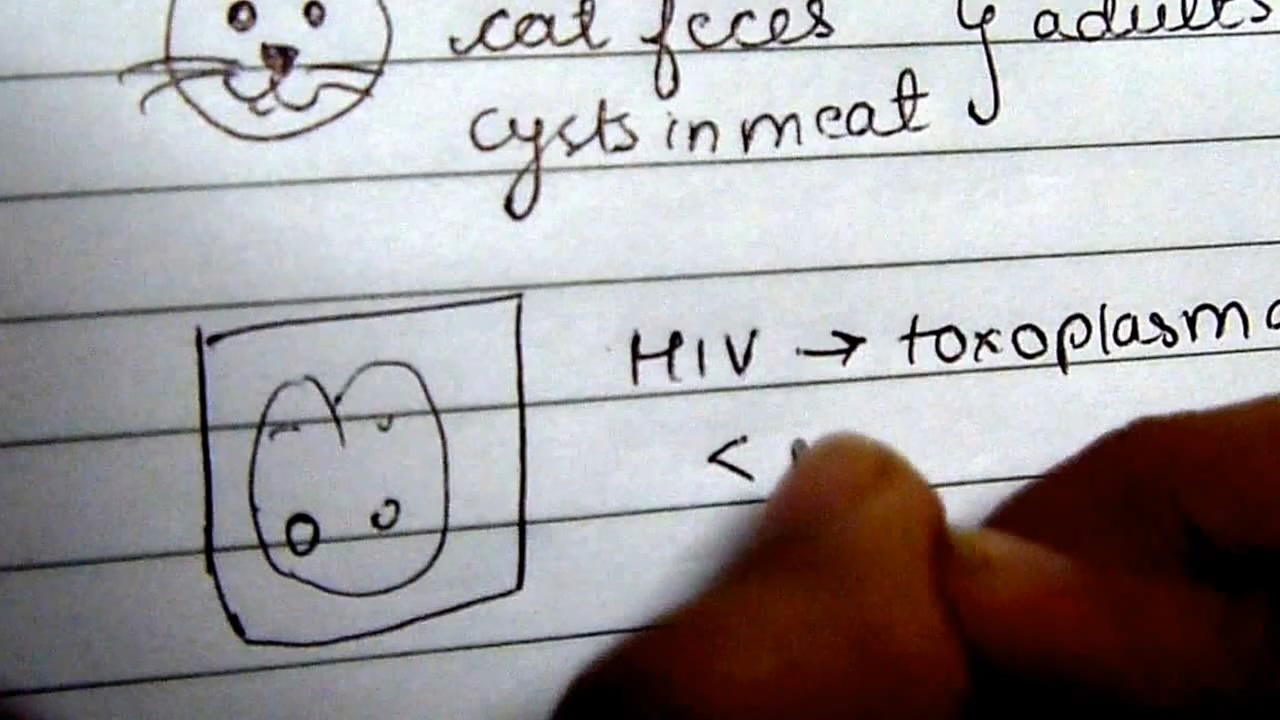 cat feces } adults
cysts in meat
HIV → toxoplasma
<